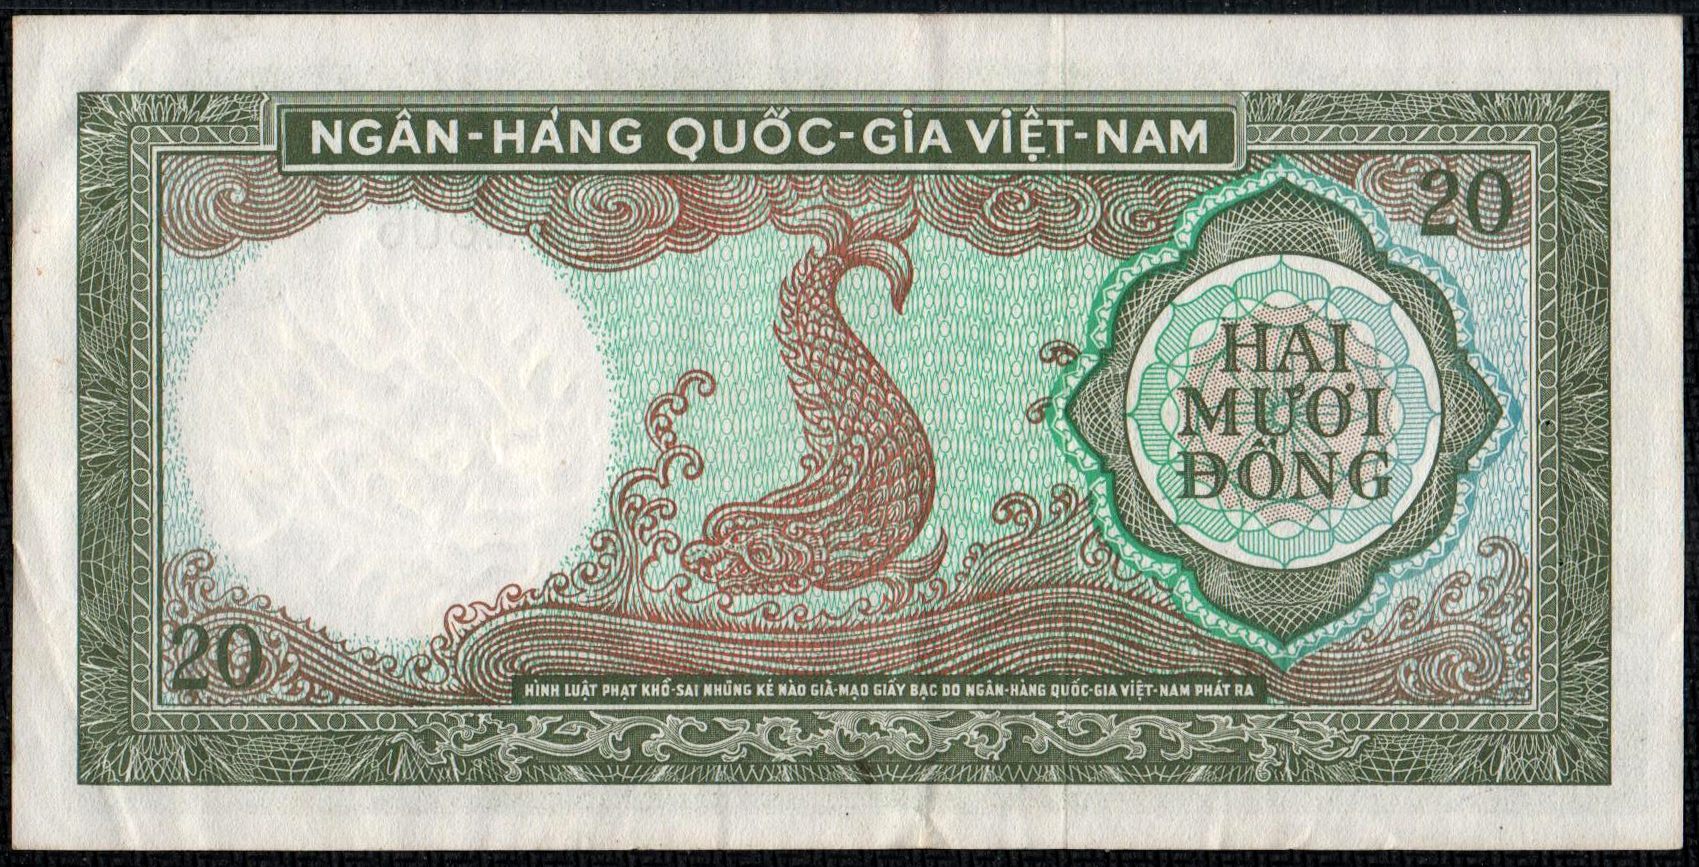 NGÂN-HÀNG QUỐC-GIA VIỆT-NAM
20
HAI
MƯƠI
ĐỒNG
20
HÌNH LUẬT PHẠT KHỔ-SAI NHỮNG KẺ NÀO GIẢ-MẠO GIẤY BẠC DO NGÂN-HÀNG QUỐC-GIA VIỆT-NAM PHÁT RA